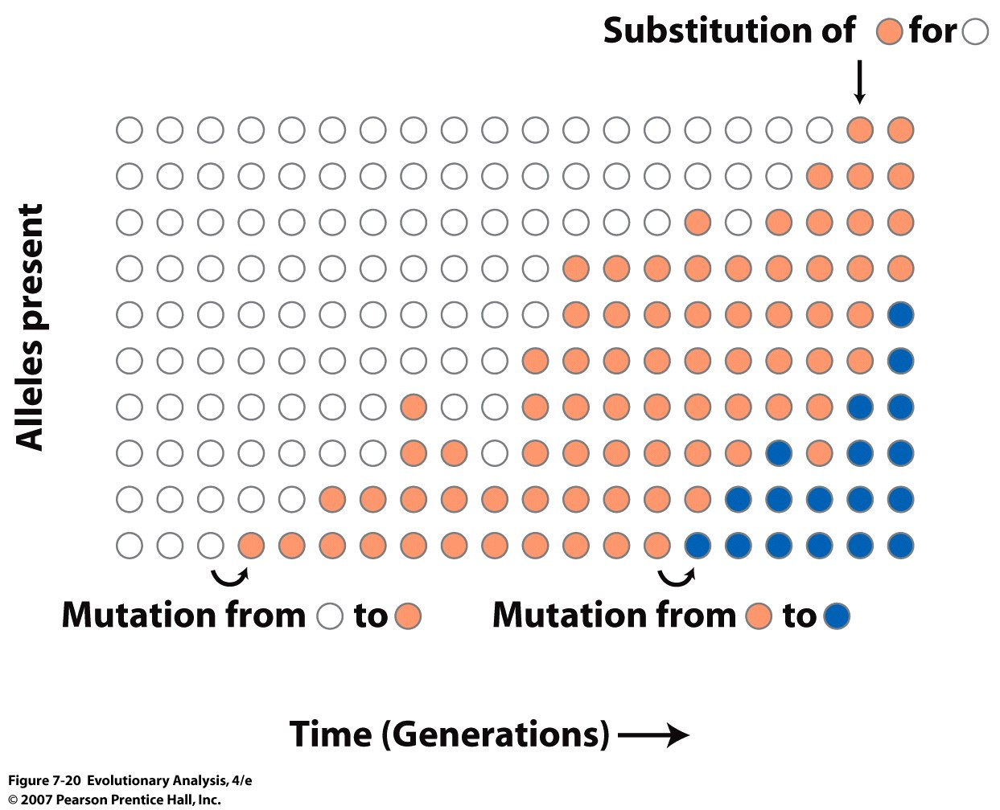 Substitution of for
Alleles present
Mutation from to
Mutation from to
Time (Generations)
Figure 7-20 Evolutionary Analysis, 4/e
© 2007 Pearson Prentice Hall, Inc.